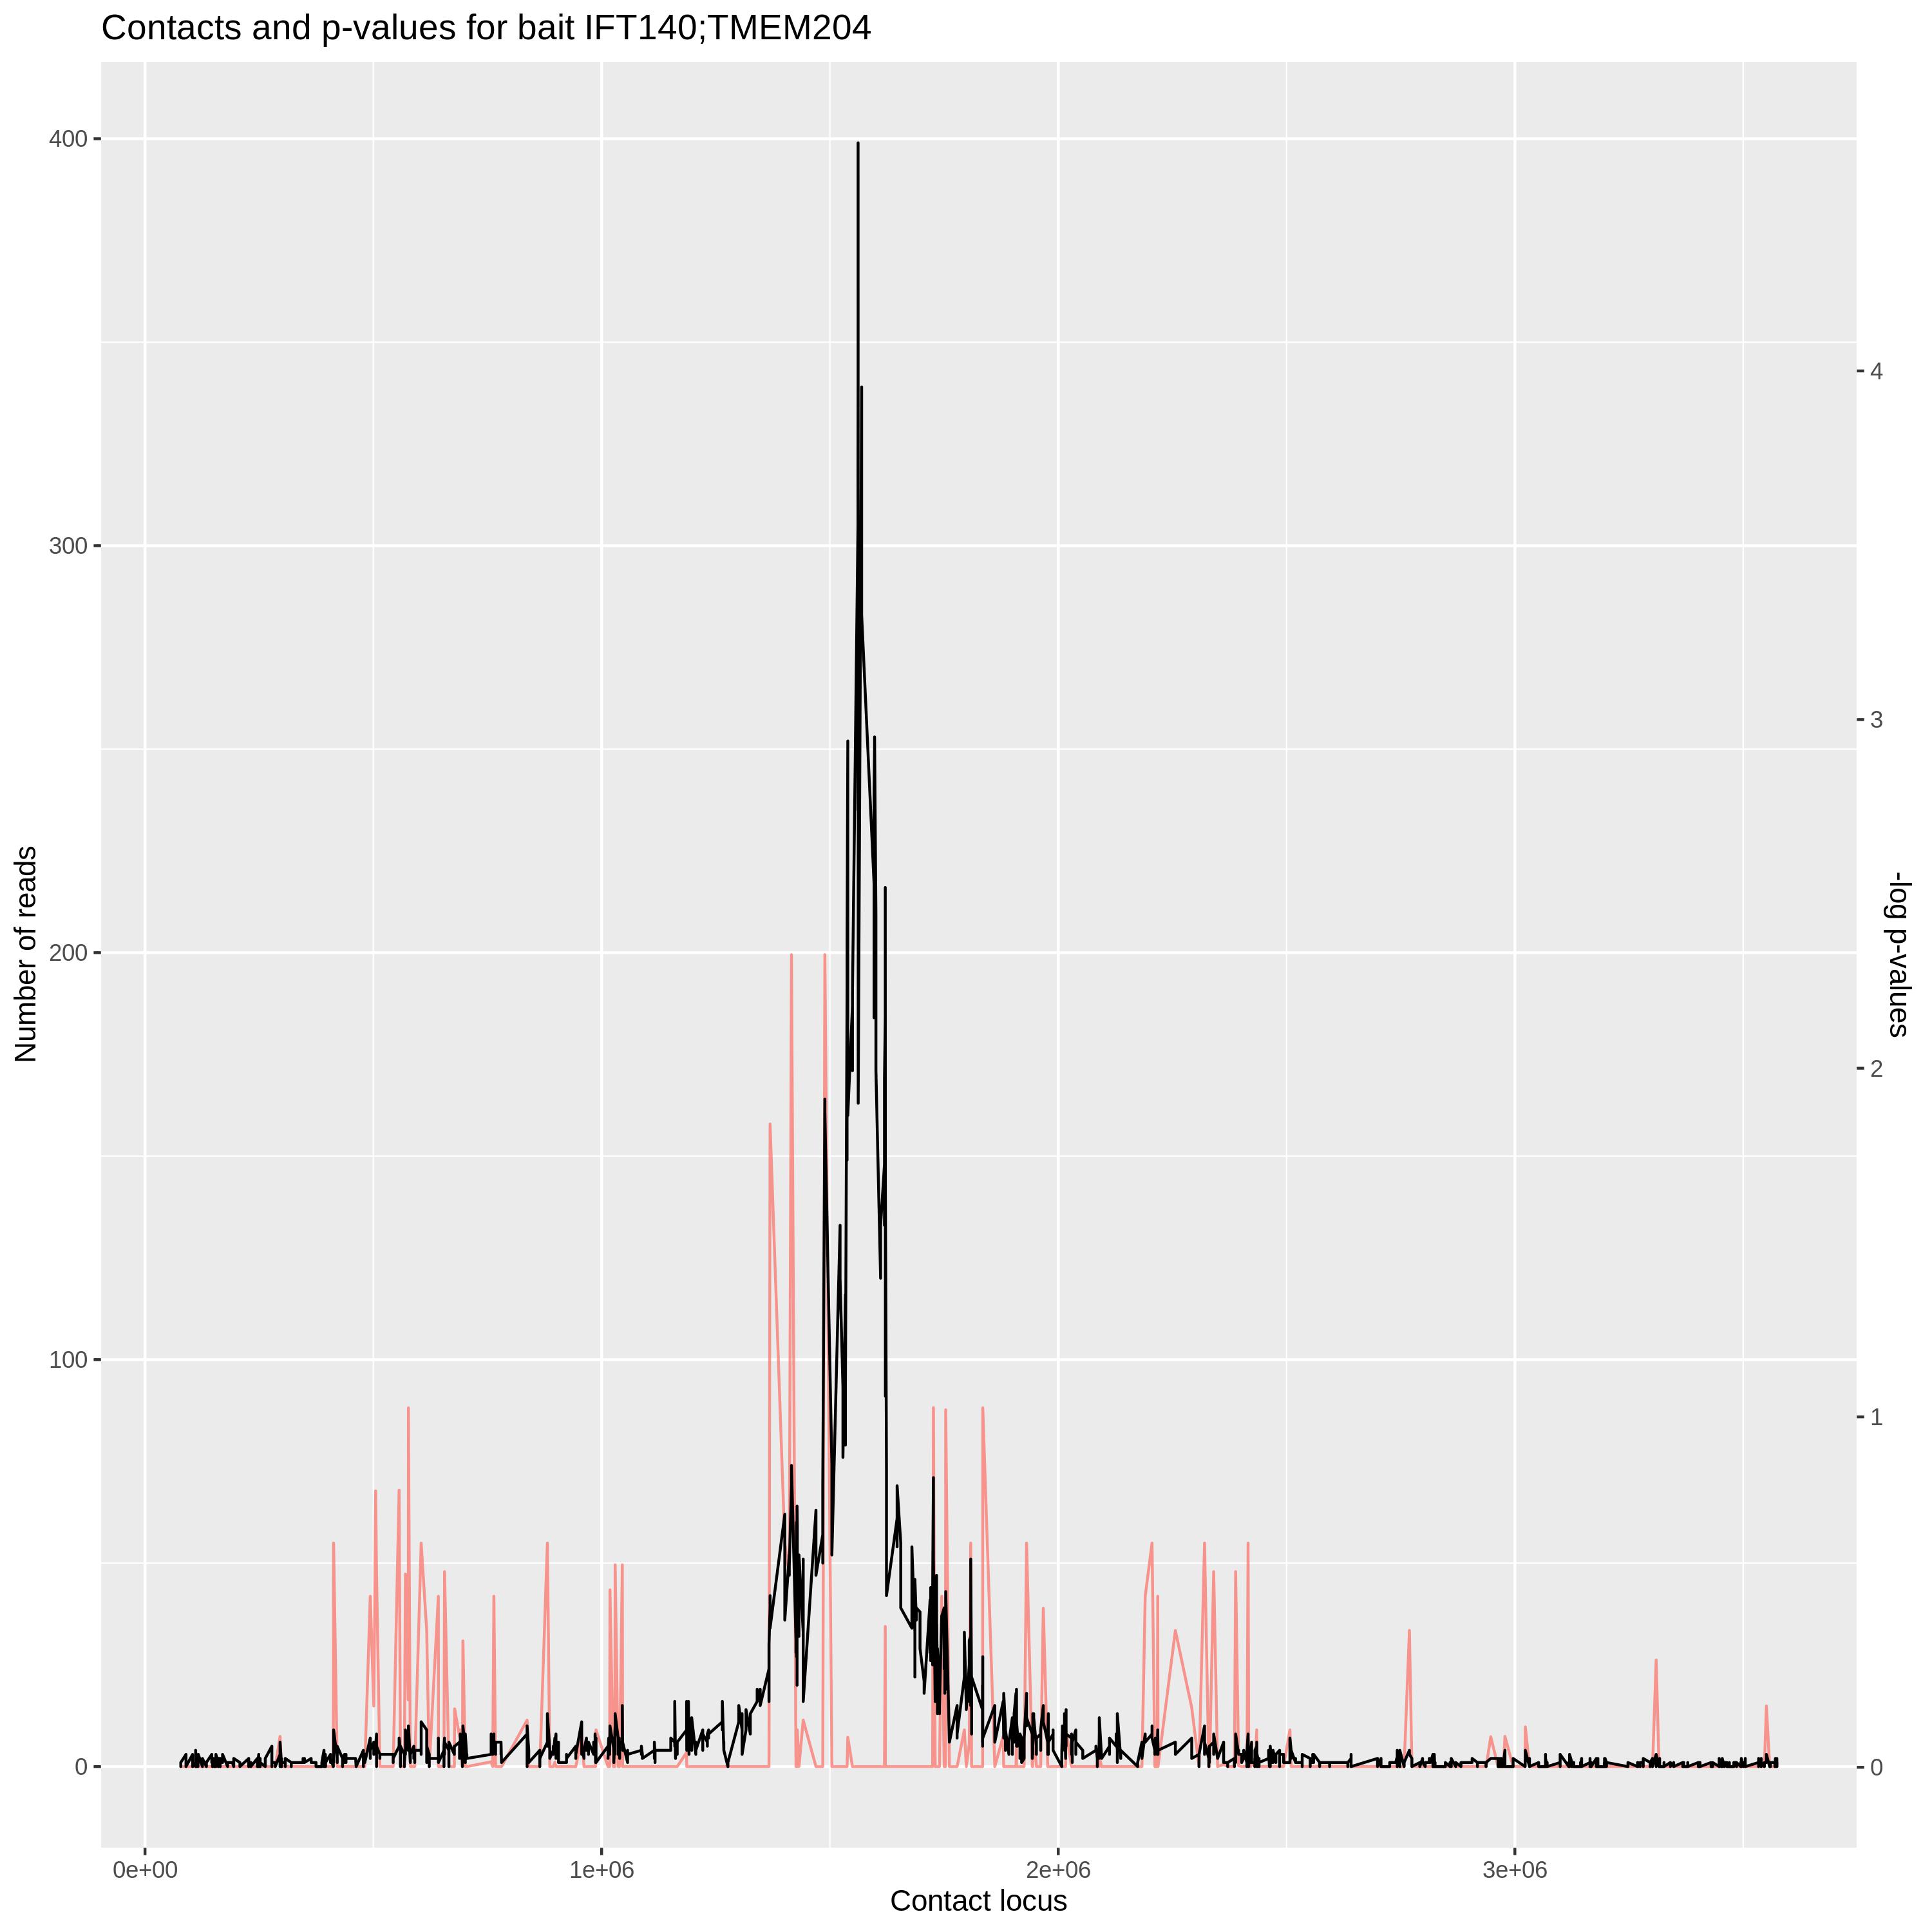 Contacts and p-values for bait IFT140;TMEM204
400
300
200
100
0
Number of reads
4
3
2
1
0
-log p-values
0e+00
1e+06
2e+06
3e+06
Contact locus